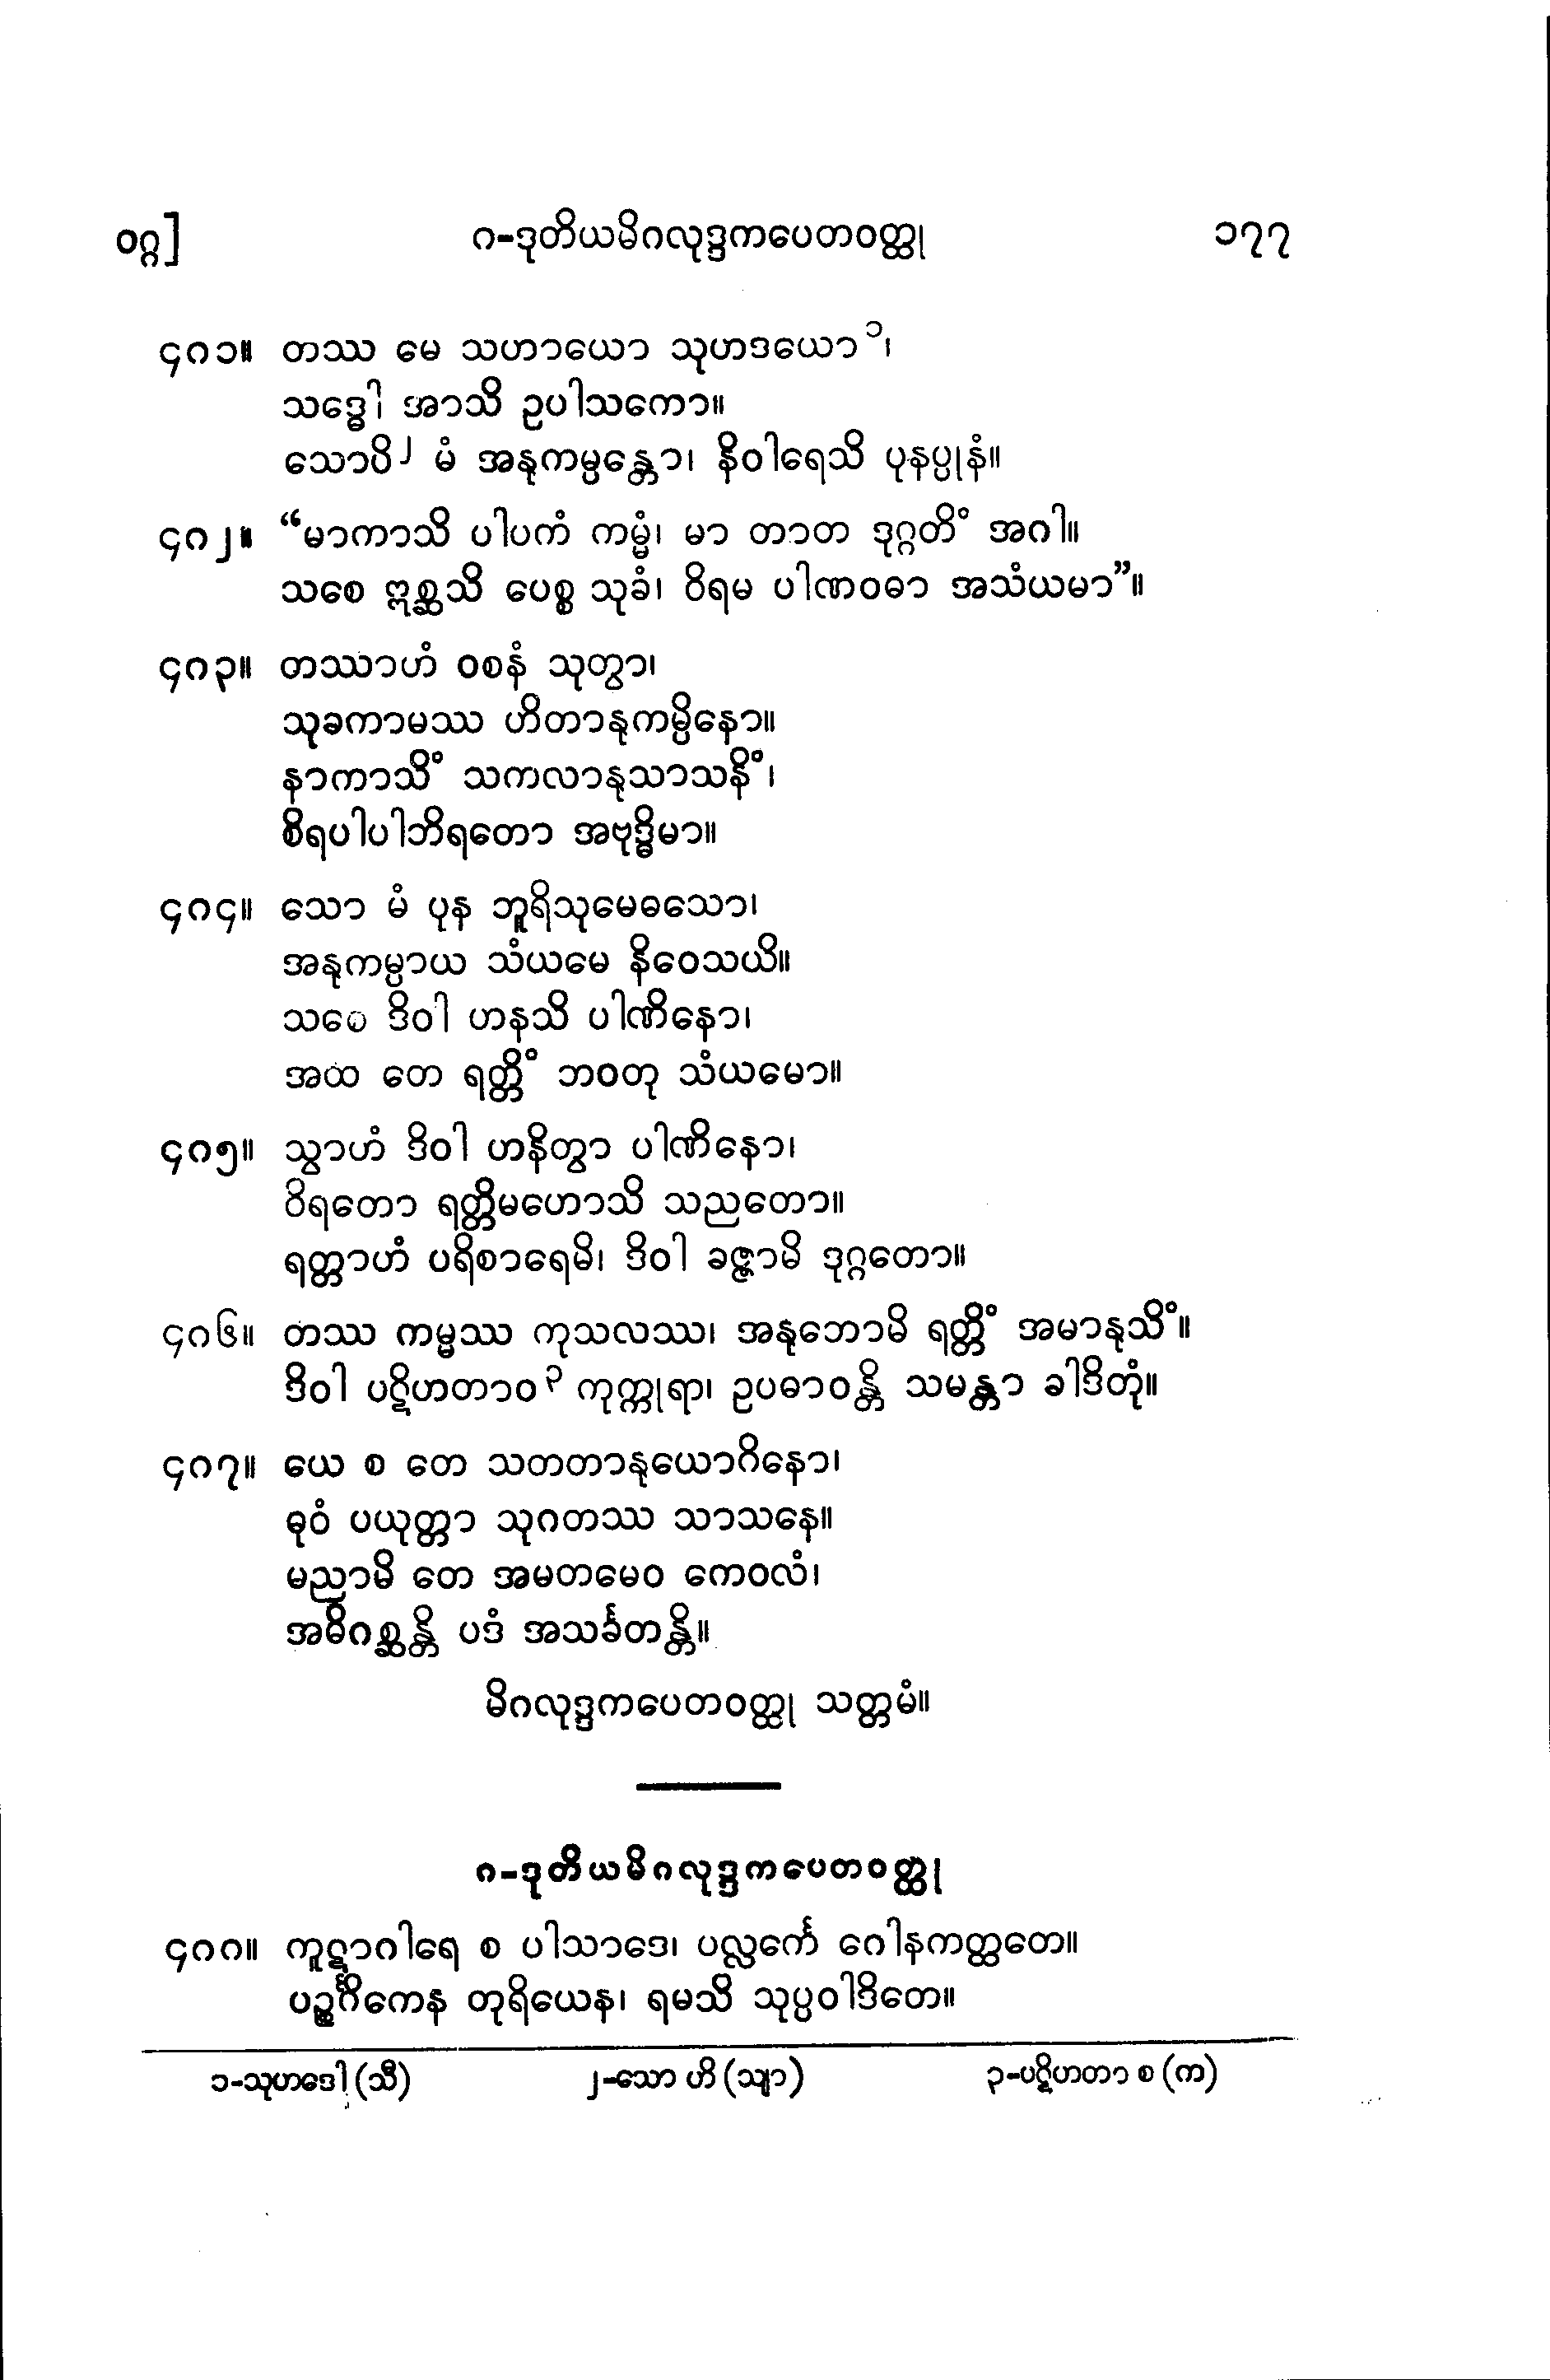 ဝဂ္ဂ] ၈-ဒုတိယမိဂလုဒ္ဒကပေတဝတ္ထု ၁၇၇
၄၈၁။ တဿ မေ သဟာယော သုဟဒယော၁၊
သဒ္ဓေါ အာသိ ဥပါသကော။
သောပိ၂ မံ အနုကမ္ပန္တော၊ နိဝါရေသိ ပုနပ္ပုနံ။
၄၈၂။ “မာကာသိ ပါပကံ ကမ္မံ၊ မာ တာတ ဒုဂ္ဂတိံ အဂါ။
သစေ ဣစ္ဆသိ ပေစ္စ သုခံ၊ ဝိရမ ပါဏဝဓာ အသံယမာ”။
၄၈၃။ တဿာဟံ ဝစနံ သုတွာ၊
သုခကာမဿ ဟိတာနုကမ္ပိနော။
နာကာသိံ သကလာနုသာသနိံ၊
စိရပါပါဘိရတော အဗုဒ္ဓိမာ။
၄၈၄။ သော မံ ပုန ဘူရိသုမေဓသော၊
အနုကမ္ပာယ သံယမေ နိဝေသယိ။
သစေ ဒိဝါ ဟနသိ ပါဏိနော၊
အထ တေ ရတ္တိံ ဘဝတု သံယမော။
၄၈၅။ သွာဟံ ဒိဝါ ဟနိတွာ ပါဏိနော၊
ဝိရတော ရတ္တိမဟောသိ သညတော။
ရတ္တာဟံ ပရိစာရေမိ၊ ဒိဝါ ခဇ္ဇာမိ ဒုဂ္ဂတော။
၄၈၆။ တဿ ကမ္မဿ ကုသလဿ၊ အနုဘောမိ ရတ္တိံ အမာနုသိံ။
ဒိဝါ ပဋိဟတာဝ၃ ကုက္ကုရာ၊ ဥပဓာဝန္တိ သမန္တာ ခါဒိတုံ။
၄၈၇။ ယေ စ တေ သတတာနုယောဂိနော၊
ဓုဝံ ပယုတ္တာ သုဂတဿ သာသနေ။
မညာမိ တေ အမတမေဝ ကေဝလံ၊
အဓိဂစ္ဆန္တိ ပဒံ အသင်္ခတန္တိ။
မိဂလုဒ္ဒကပေတဝတ္ထု သတ္တမံ။
၈-ဒုတိယမိဂလုဒ္ဒကပေတဝတ္ထု
၄၈၈။ ကူဋာဂါရေ စ ပါသာဒေ၊ ပလ္လင်္ကေ ဂေါနကတ္ထတေ။
ပဉ္စင်္ဂိကေန တုရိယေန၊ ရမသိ သုပ္ပဝါဒိတေ။
၁-သုဟဒေါ (သီ) ၂-သော ဟိ (သျာ) ၃-ပဋိဟတာ စ (က)